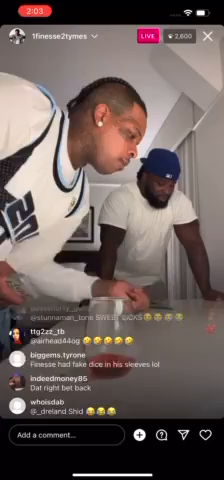 2:03
1finesse2tymes
LIVE
2,600
@stunnaman_tone SWEET DICKS😂😂😂😂
ttg2zz_tb
@airhead44og 🤣🤣🤣🤣🤣
biggems.tyrone
Finesse had fake dice in his sleeves lol
indeedmoney85
Dat right bet back
whoisdab
@_dreland Shid 😂😂😂
Add a comment...